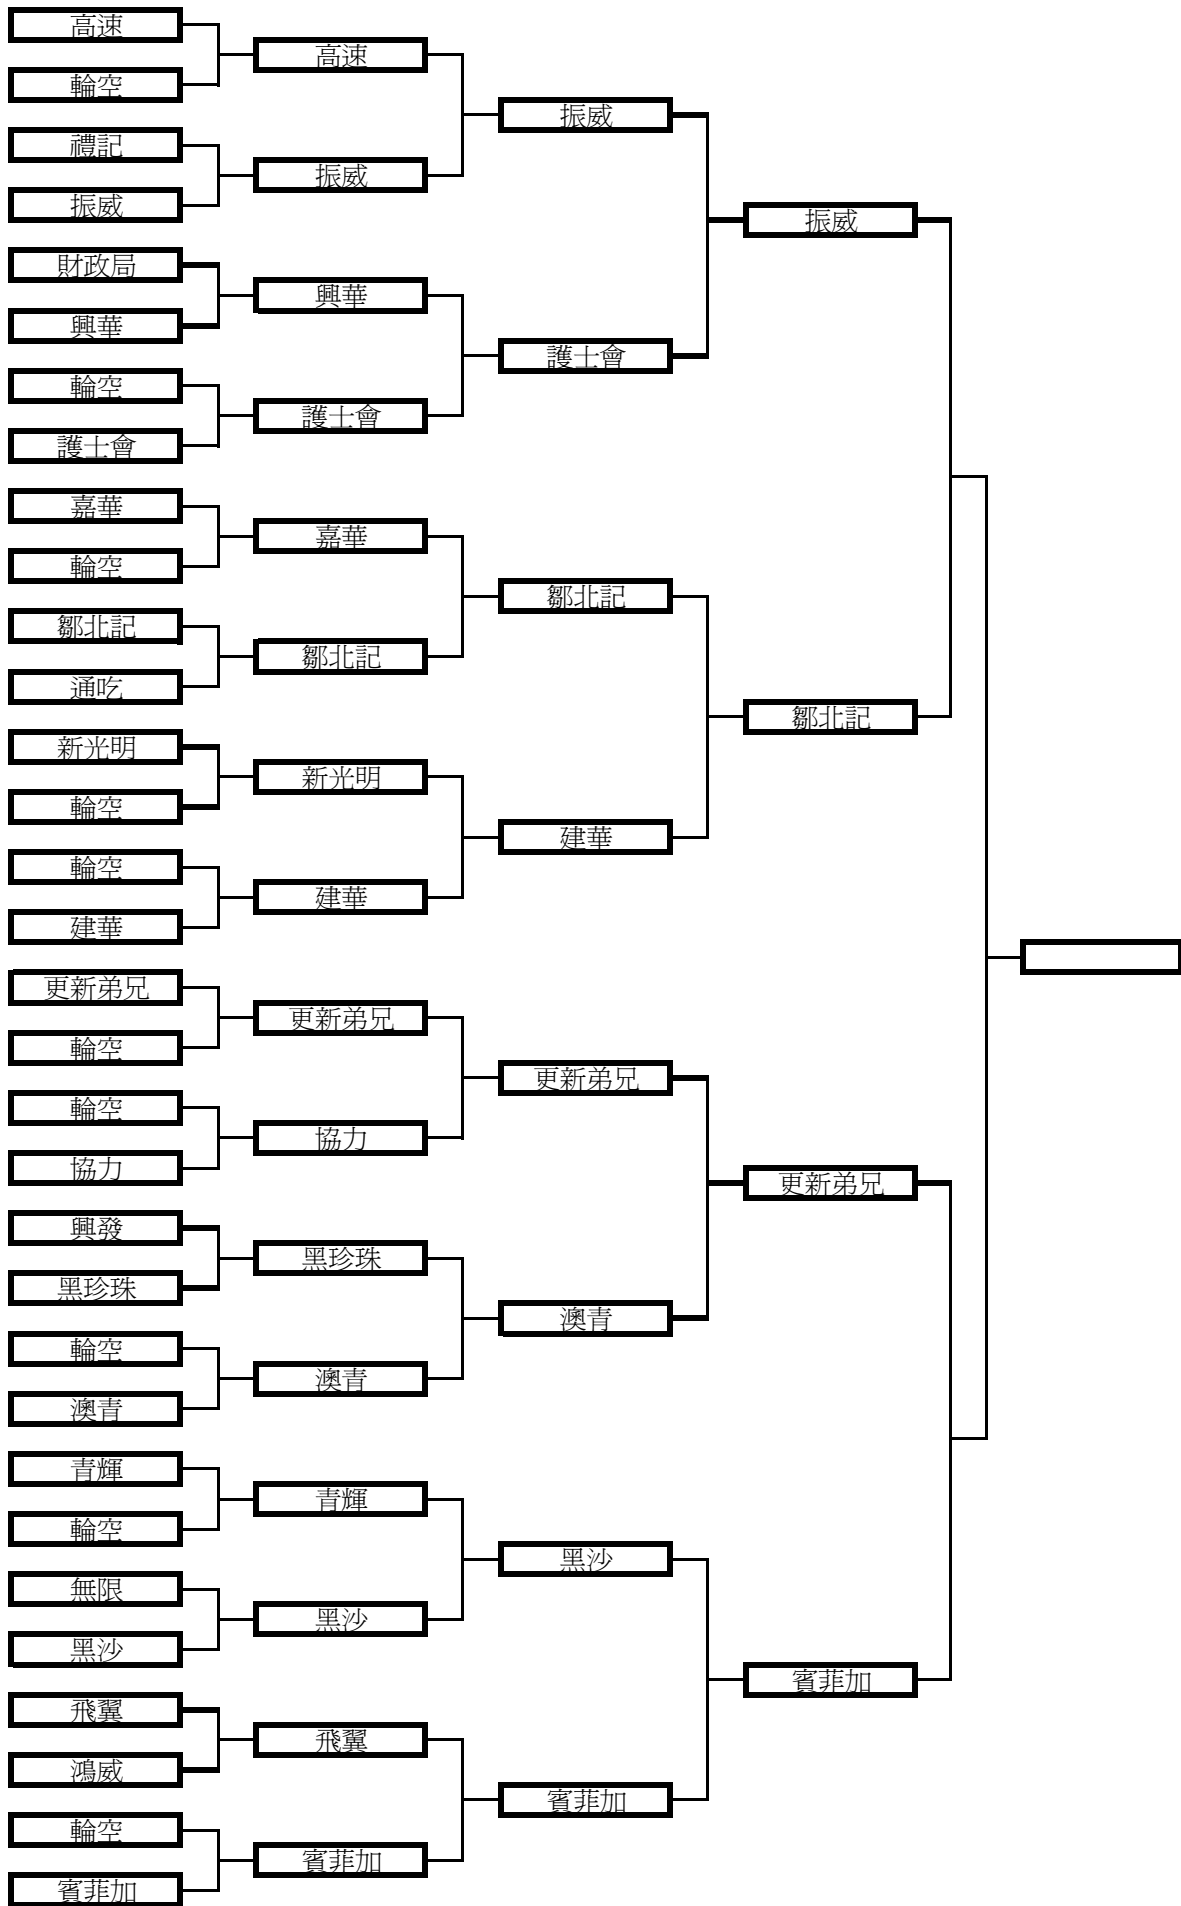 高速
輪空
禮記
振威
財政局
興華
輪空
護士會
嘉華
輪空
鄒北記
通吃
新光明
輪空
輪空
建華
更新弟兄
輪空
輪空
協力
興發
黑珍珠
輪空
澳青
青輝
輪空
無限
黑沙
飛翼
鴻威
輪空
賓菲加
高速
振威
興華
護士會
嘉華
鄒北記
新光明
建華
更新弟兄
協力
黑珍珠
澳青
青輝
黑沙
飛翼
賓菲加
振威
護士會
鄒北記
建華
更新弟兄
澳青
黑沙
賓菲加
振威
鄒北記
更新弟兄
賓菲加